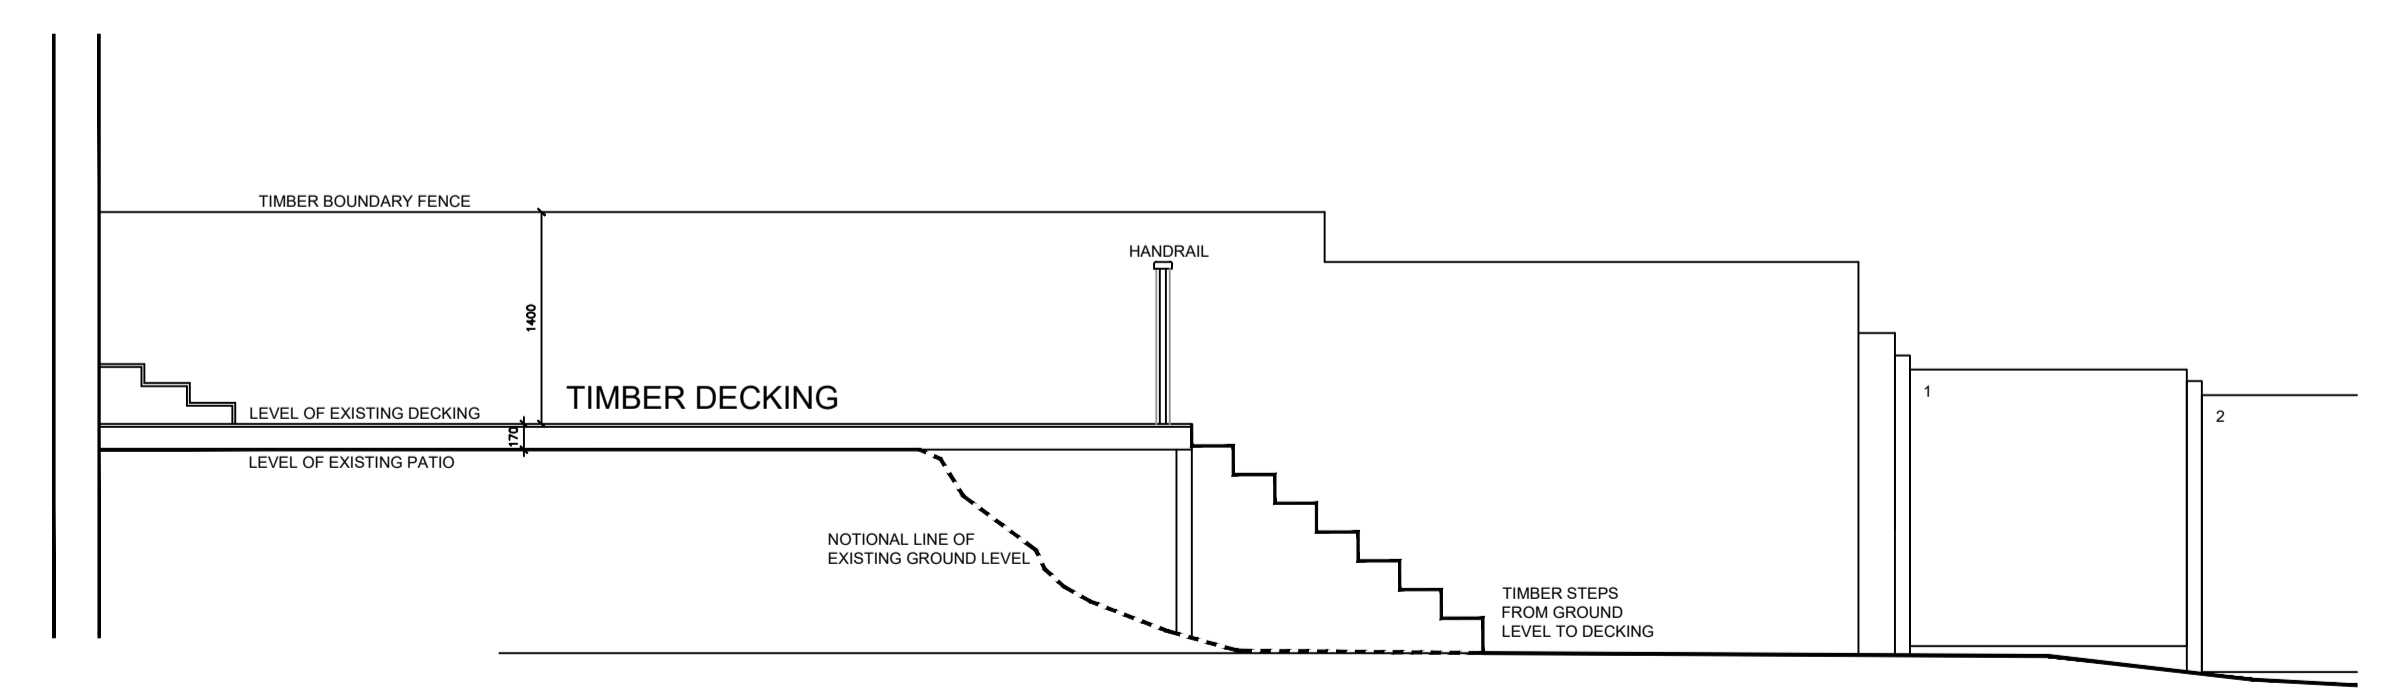 TIMBER BOUNDARY FENCE
HANDRAIL
1400
TIMBER DECKING
1
LEVEL OF EXISTING DECKING
2
170
LEVEL OF EXISTING PATIO
NOTIONAL LINE OF
EXISTING GROUND LEVEL
TIMBER STEPS
FROM GROUND
LEVEL TO DECKING